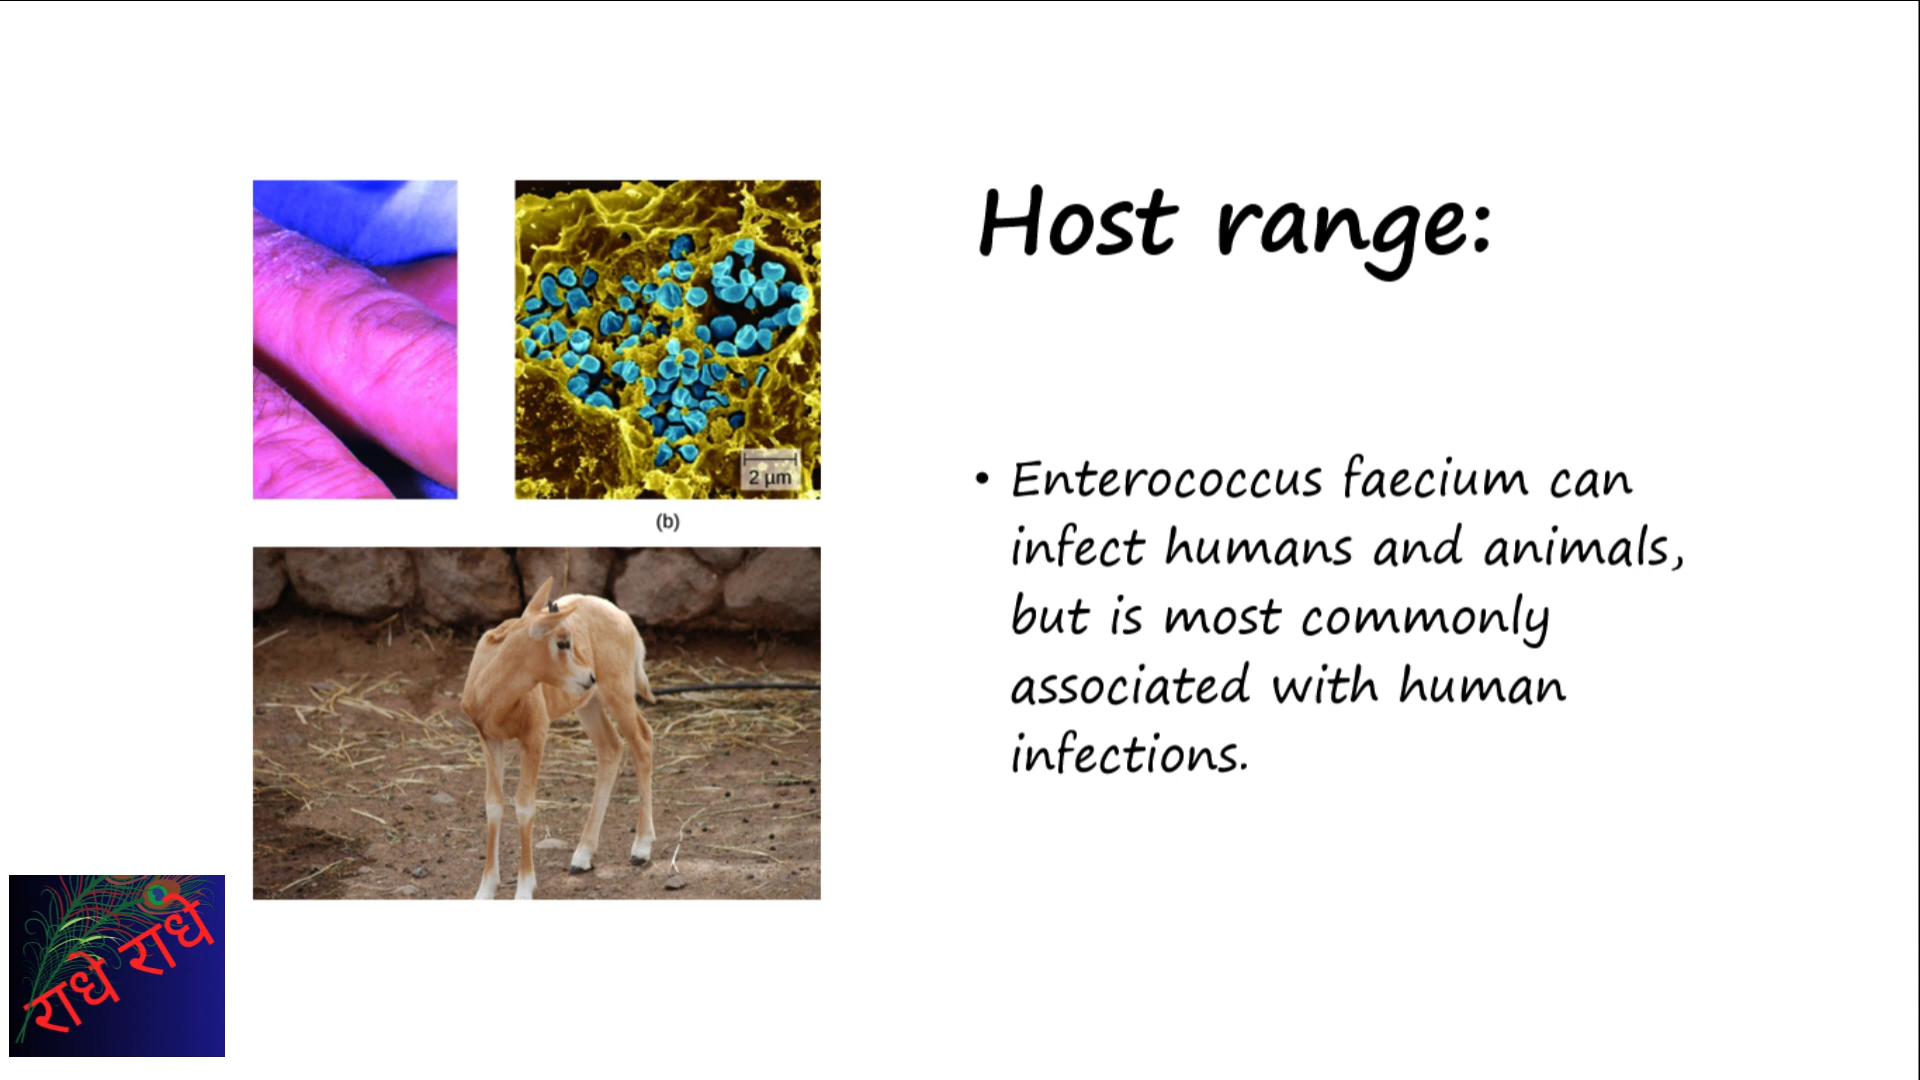 Host range:
2 µm
(b)
• Enterococcus faecium can
infect humans and animals,
but is most commonly
associated with human
infections.
राधे राधे